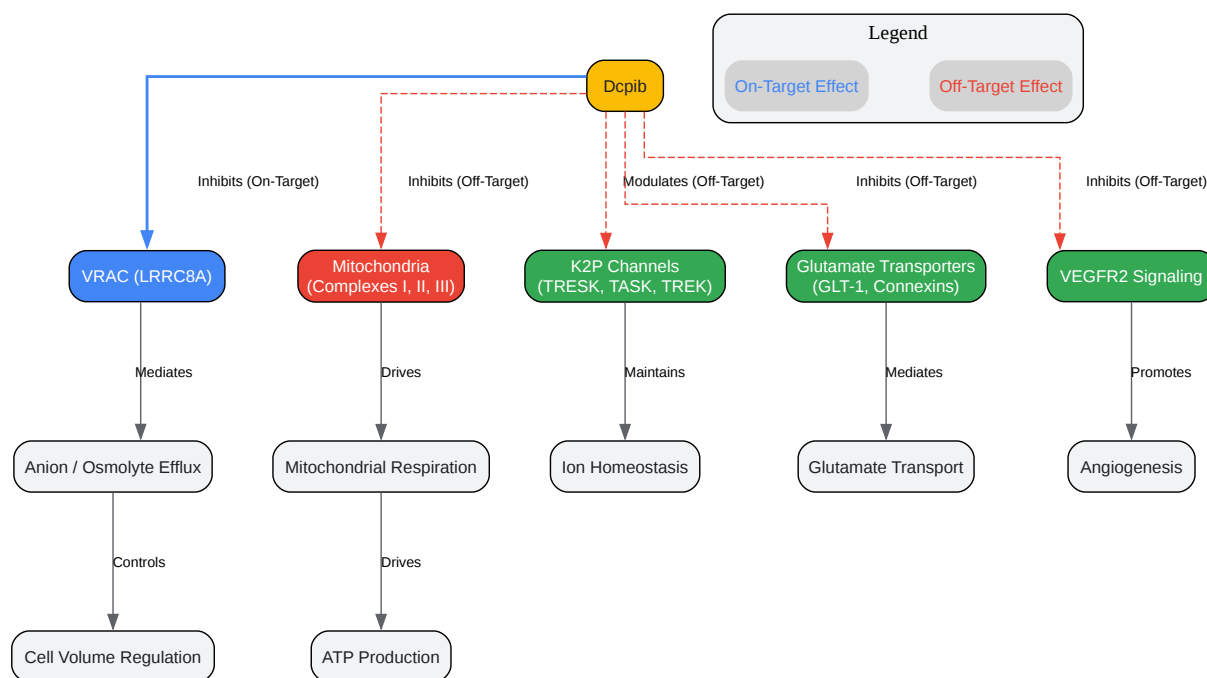 Legend
Dcpib
On-Target Effect
Off-Target Effect
Inhibits (On-Target)
Inhibits (Off-Target)
Modulates (Off-Target)
Inhibits (Off-Target)
Inhibits (Off-Target)
VRAC (LRRC8A)
Mitochondria
(Complexes I, II, III)
K2P Channels
(TRESK, TASK, TREK)
Glutamate Transporters
(GLT-1, Connexins)
VEGFR2 Signaling
Mediates
Drives
Maintains
Mediates
Promotes
Anion / Osmolyte Efflux
Mitochondrial Respiration
Ion Homeostasis
Glutamate Transport
Angiogenesis
Controls
Drives
Cell Volume Regulation
ATP Production